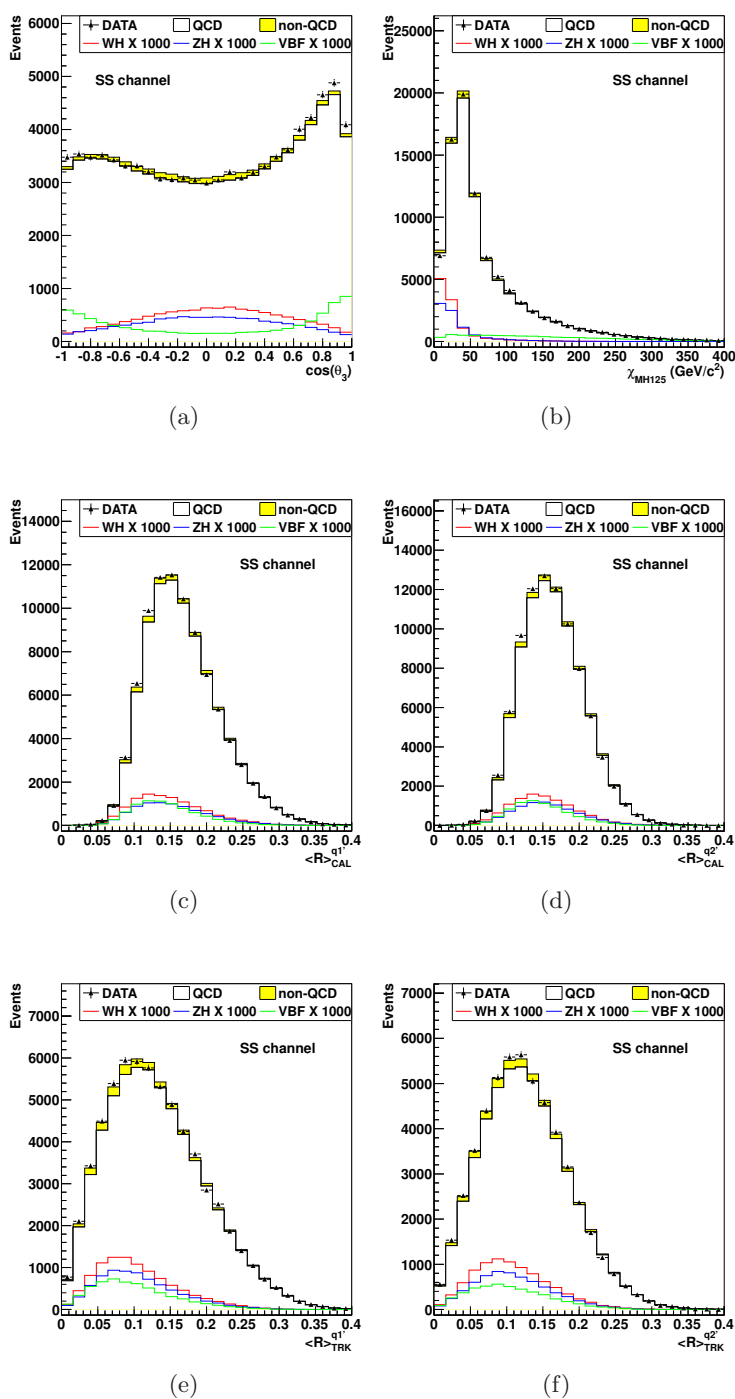 Events
6000
5000
4000
3000
2000
1000
0
DATA QCD non-QCD
WH X 1000 ZH X 1000 VBF X 1000
SS channel
-1 -0.8 -0.6 -0.4 -0.2 0 0.2 0.4 0.6 0.8 1
cos(θ3)
(a)
Events
25000
20000
15000
10000
5000
0
DATA QCD non-QCD
WH X 1000 ZH X 1000 VBF X 1000
SS channel
0 50 100 150 200 250 300 350 400
χMH125 (GeV/c²)
(b)
Events
14000
12000
10000
8000
6000
4000
2000
0
DATA QCD non-QCD
WH X 1000 ZH X 1000 VBF X 1000
SS channel
0 0.05 0.1 0.15 0.2 0.25 0.3 0.35 0.4
<R>q1'CAL
(c)
Events
16000
14000
12000
10000
8000
6000
4000
2000
0
DATA QCD non-QCD
WH X 1000 ZH X 1000 VBF X 1000
SS channel
0 0.05 0.1 0.15 0.2 0.25 0.3 0.35 0.4
<R>q2'CAL
(d)
Events
7000
6000
5000
4000
3000
2000
1000
0
DATA QCD non-QCD
WH X 1000 ZH X 1000 VBF X 1000
SS channel
0 0.05 0.1 0.15 0.2 0.25 0.3 0.35 0.4
<R>q1'TRK
(e)
Events
7000
6000
5000
4000
3000
2000
1000
0
DATA QCD non-QCD
WH X 1000 ZH X 1000 VBF X 1000
SS channel
0 0.05 0.1 0.15 0.2 0.25 0.3 0.35 0.4
<R>q2'TRK
(f)